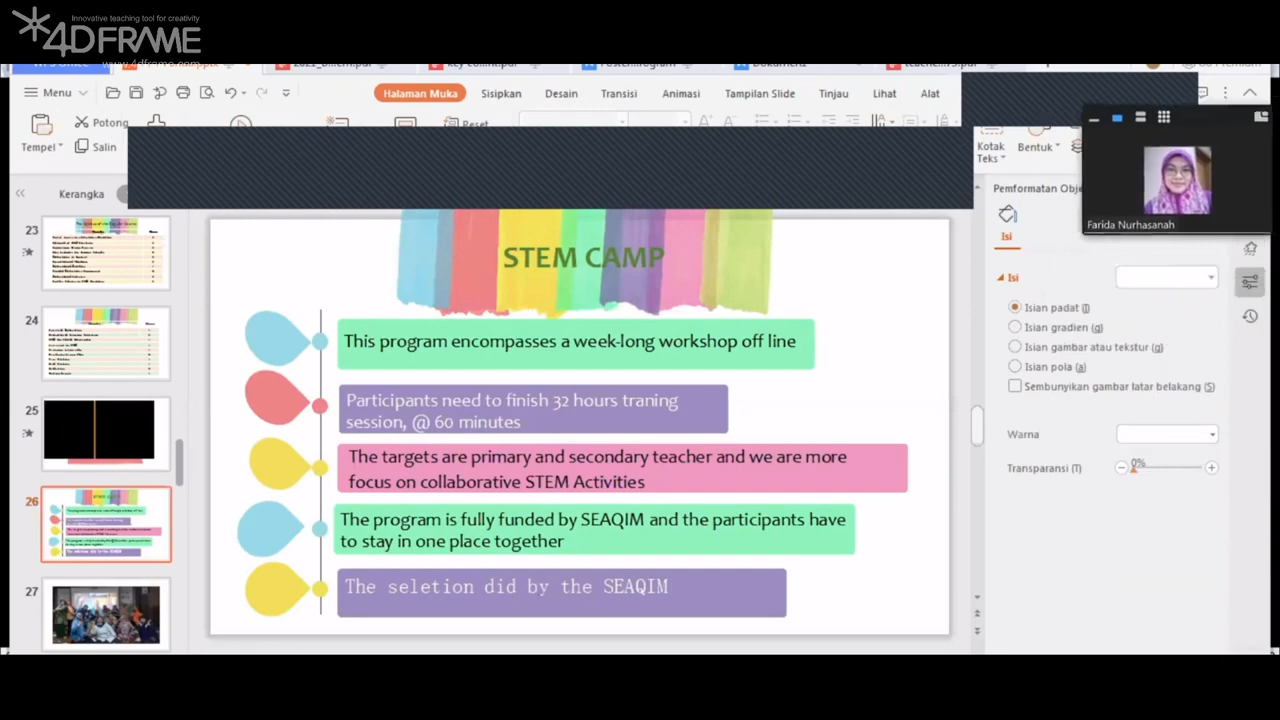 Innovative teaching tool for creativity
4DFRAME
www.4dframe.com
Menu
Halaman Muka
Sisipkan
Desain
Transisi
Animasi
Tampilan Slide
Tinjau
Lihat
Alat
Potong
Reset
Tempel
Salin
Kotak
Teks
Bentuk
Kerangka
Farida Nurhasanah
Isi
Isi
Isian padat (I)
Isian gradien (g)
Isian gambar atau tekstur (g)
Isian pola (a)
Sembunyikan gambar latar belakang (S)
Warna
Transparansi (T)
0%
23
24
25
26
27
STEM CAMP
This program encompasses a week-long workshop off line
Participants need to finish 32 hours traning
session, @ 60 minutes
The targets are primary and secondary teacher and we are more
focus on collaborative STEM Activities
The program is fully funded by SEAQIM and the participants have
to stay in one place together
The seletion did by the SEAQIM